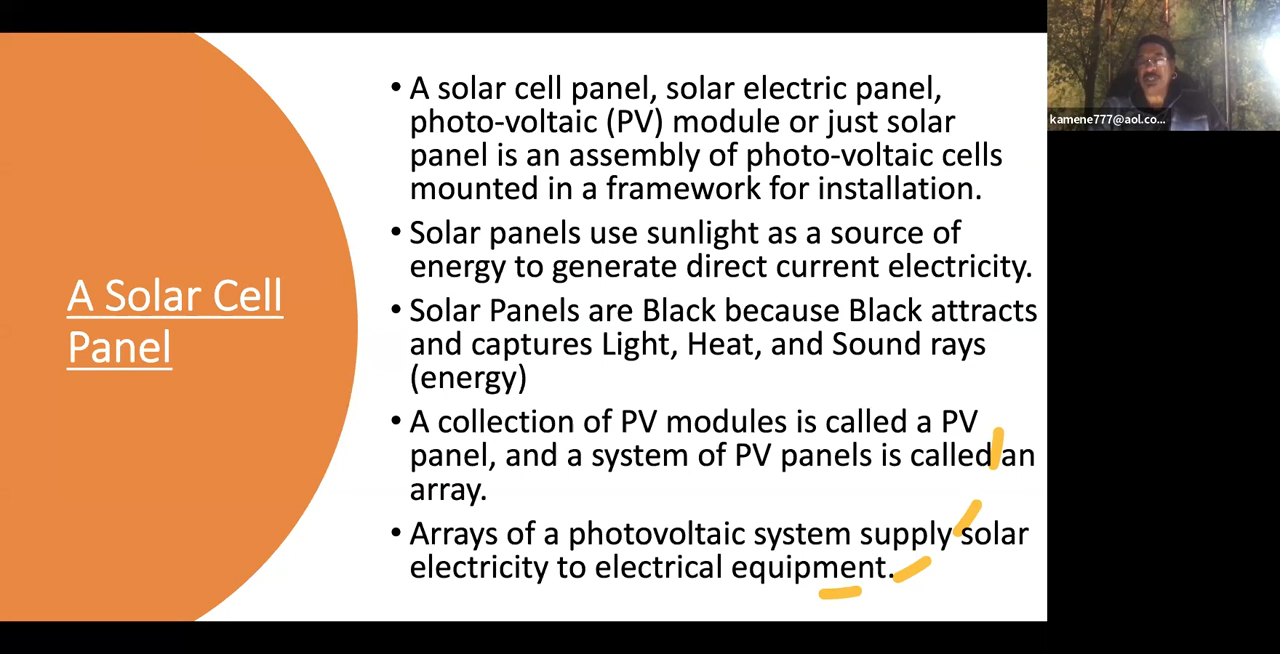 A Solar Cell
Panel
• A solar cell panel, solar electric panel,
photo-voltaic (PV) module or just solar
panel is an assembly of photo-voltaic cells
mounted in a framework for installation.
• Solar panels use sunlight as a source of
energy to generate direct current electricity.
• Solar Panels are Black because Black attracts
and captures Light, Heat, and Sound rays
(energy)
• A collection of PV modules is called a PV
panel, and a system of PV panels is called an
array.
• Arrays of a photovoltaic system supply solar
electricity to electrical equipment.
kamene777@aol.co...